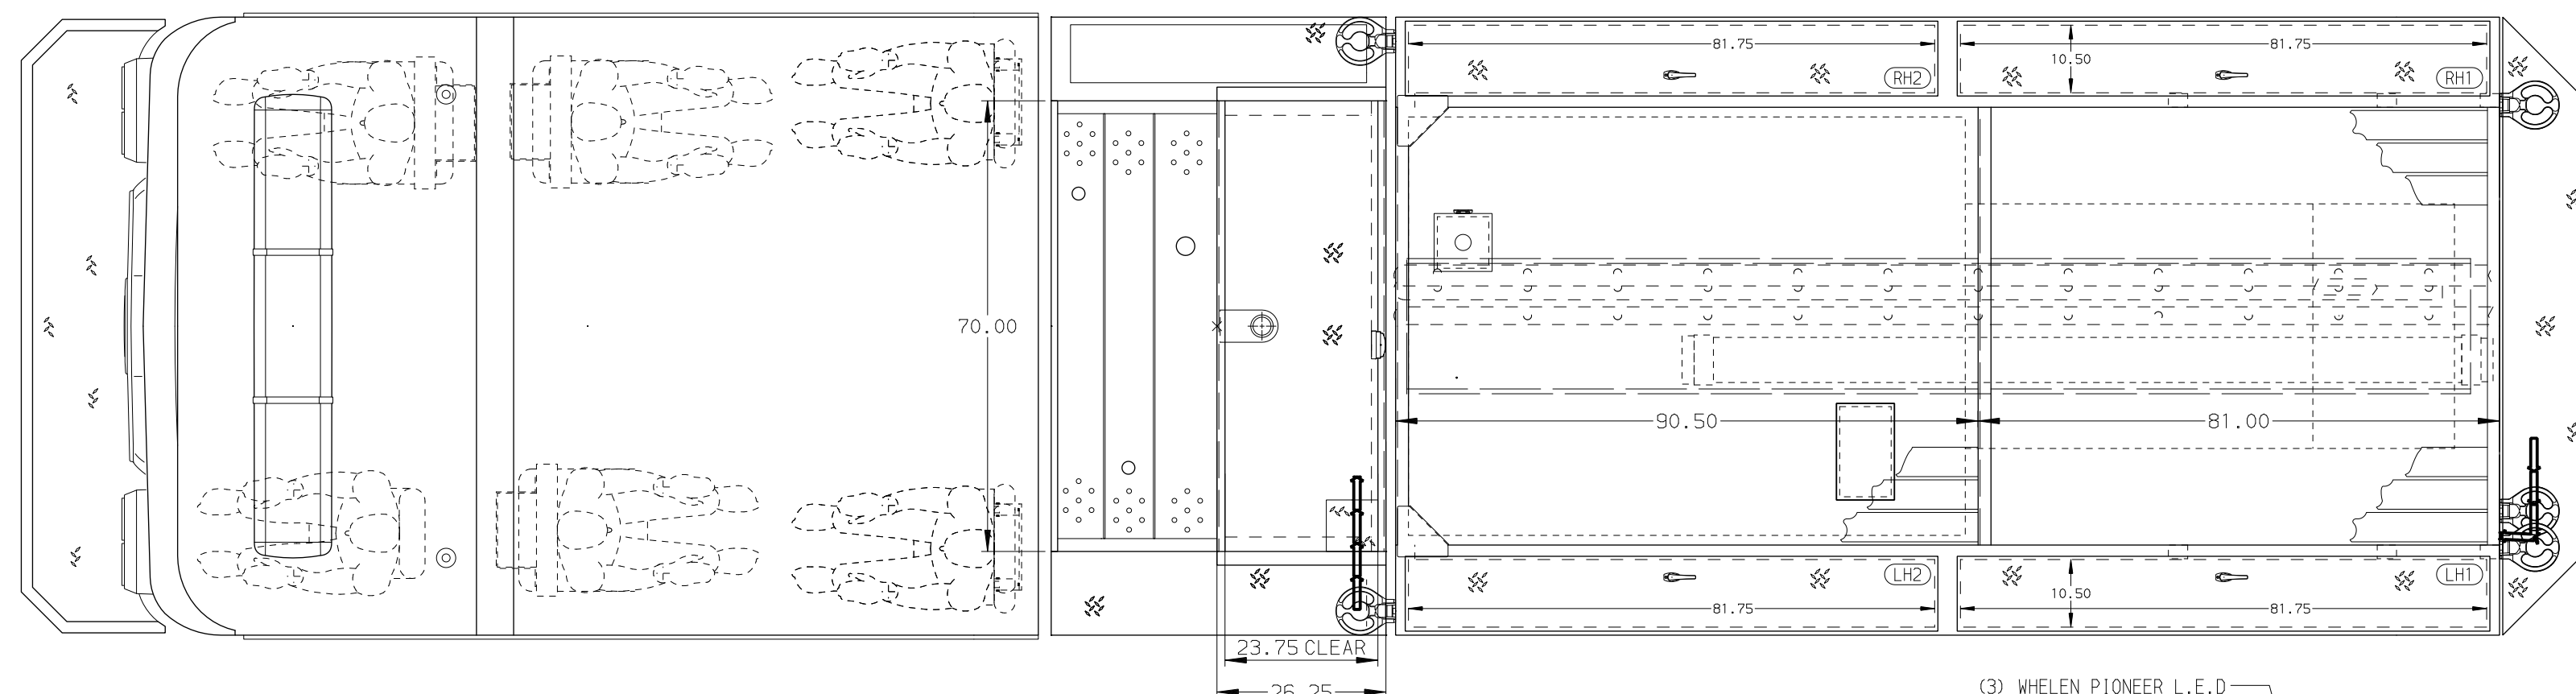 81.75 81.75
10.50
RH2 RH1
70.00
90.50 81.00
LH2 LH1
10.50
81.75 81.75
23.75 CLEAR
26.25
(3) WHELEN PIONEER L.E.D